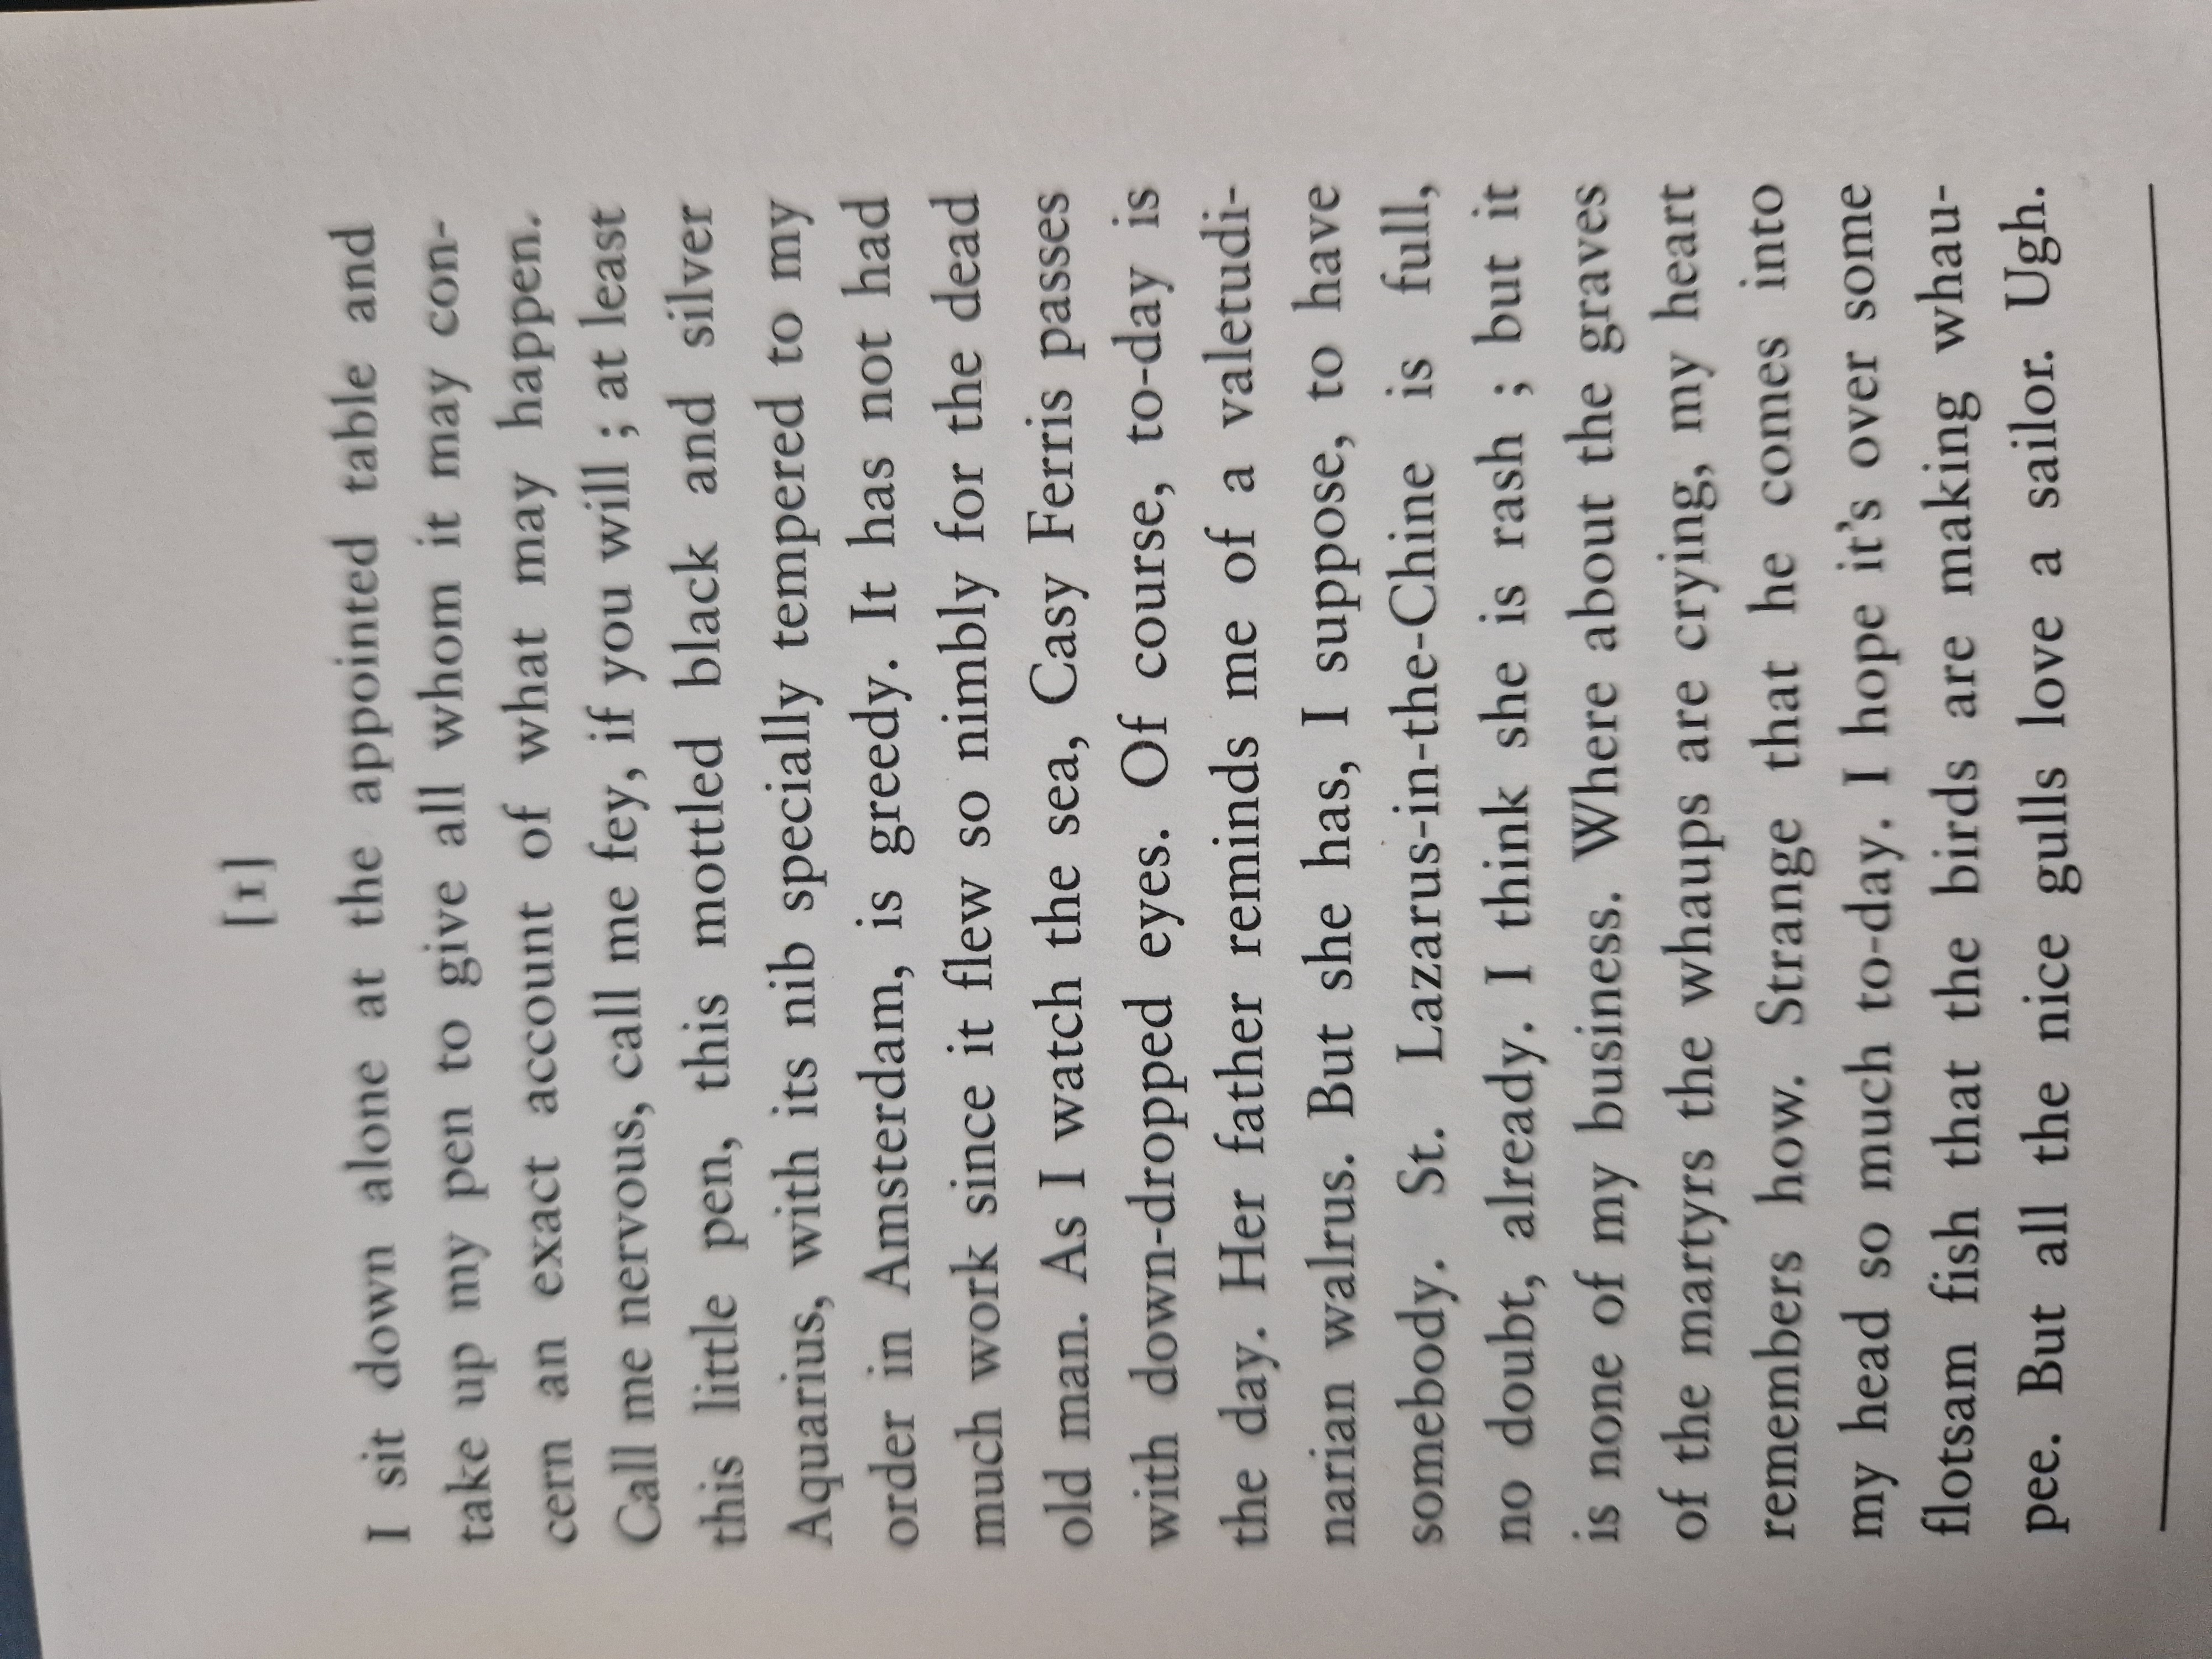 [1]
I sit down alone at the appointed table and
take up my pen to give all whom it may con-
cern an exact account of what may happen.
Call me nervous, call me fey, if you will ; at least
this little pen, this mottled black and silver
Aquarius, with its nib specially tempered to my
order in Amsterdam, is greedy. It has not had
much work since it flew so nimbly for the dead
old man. As I watch the sea, Casy Ferris passes
with down-dropped eyes. Of course, to-day is
the day. Her father reminds me of a valetudi-
narian walrus. But she has, I suppose, to have
somebody. St. Lazarus-in-the-Chine is full,
no doubt, already. I think she is rash ; but it
is none of my business. Where about the graves
of the martyrs the whaups are crying, my heart
remembers how. Strange that he comes into
my head so much to-day. I hope it’s over some
flotsam fish that the birds are making whau-
pee. But all the nice gulls love a sailor. Ugh.